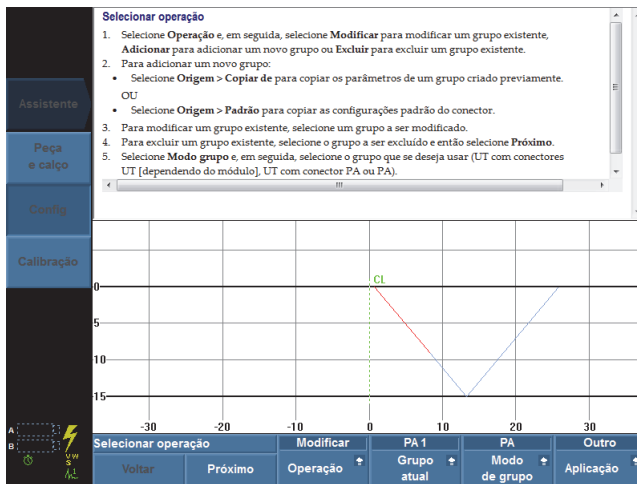 Selecionar operação
1. Selecione Operação e, em seguida, selecione Modificar para modificar um grupo existente,
Adicionar para adicionar um novo grupo ou Excluir para excluir um grupo existente.
2. Para adicionar um novo grupo:
• Selecione Origem > Copiar de para copiar os parâmetros de um grupo criado previamente.
OU
• Selecione Origem > Padrão para copiar as configurações padrão do conector.
3. Para modificar um grupo existente, selecione um grupo a ser modificado.
4. Para excluir um grupo existente, selecione o grupo a ser excluído e então selecione Próximo.
5. Selecione Modo grupo e, em seguida, selecione o grupo que se deseja usar (UT com conectores
UT [dependendo do módulo], UT com conector PA ou PA).
Assistente
Peça
e calço
Config
Calibração
CL
0
5
10
15
-30 -20 -10 0 10 20 30
A
B
Selecionar operação Modificar PA 1 PA Outro
Voltar Próximo Operação Grupo atual Modo de grupo Aplicação